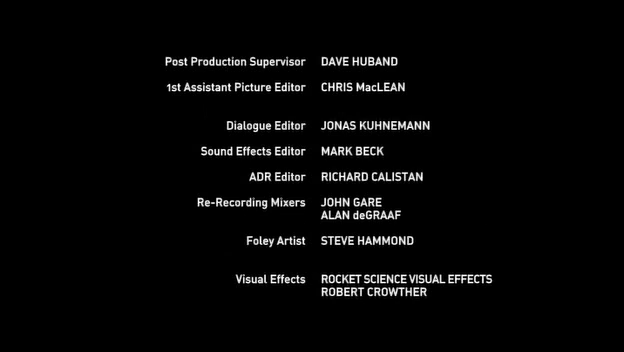 Post Production Supervisor DAVE HUBAND
1st Assistant Picture Editor CHRIS MacLEAN
Dialogue Editor JONAS KUHNEMANN
Sound Effects Editor MARK BECK
ADR Editor RICHARD CALISTAN
Re-Recording Mixers JOHN GARE
ALAN deGRAAF
Foley Artist STEVE HAMMOND
Visual Effects ROCKET SCIENCE VISUAL EFFECTS
ROBERT CROWTHER